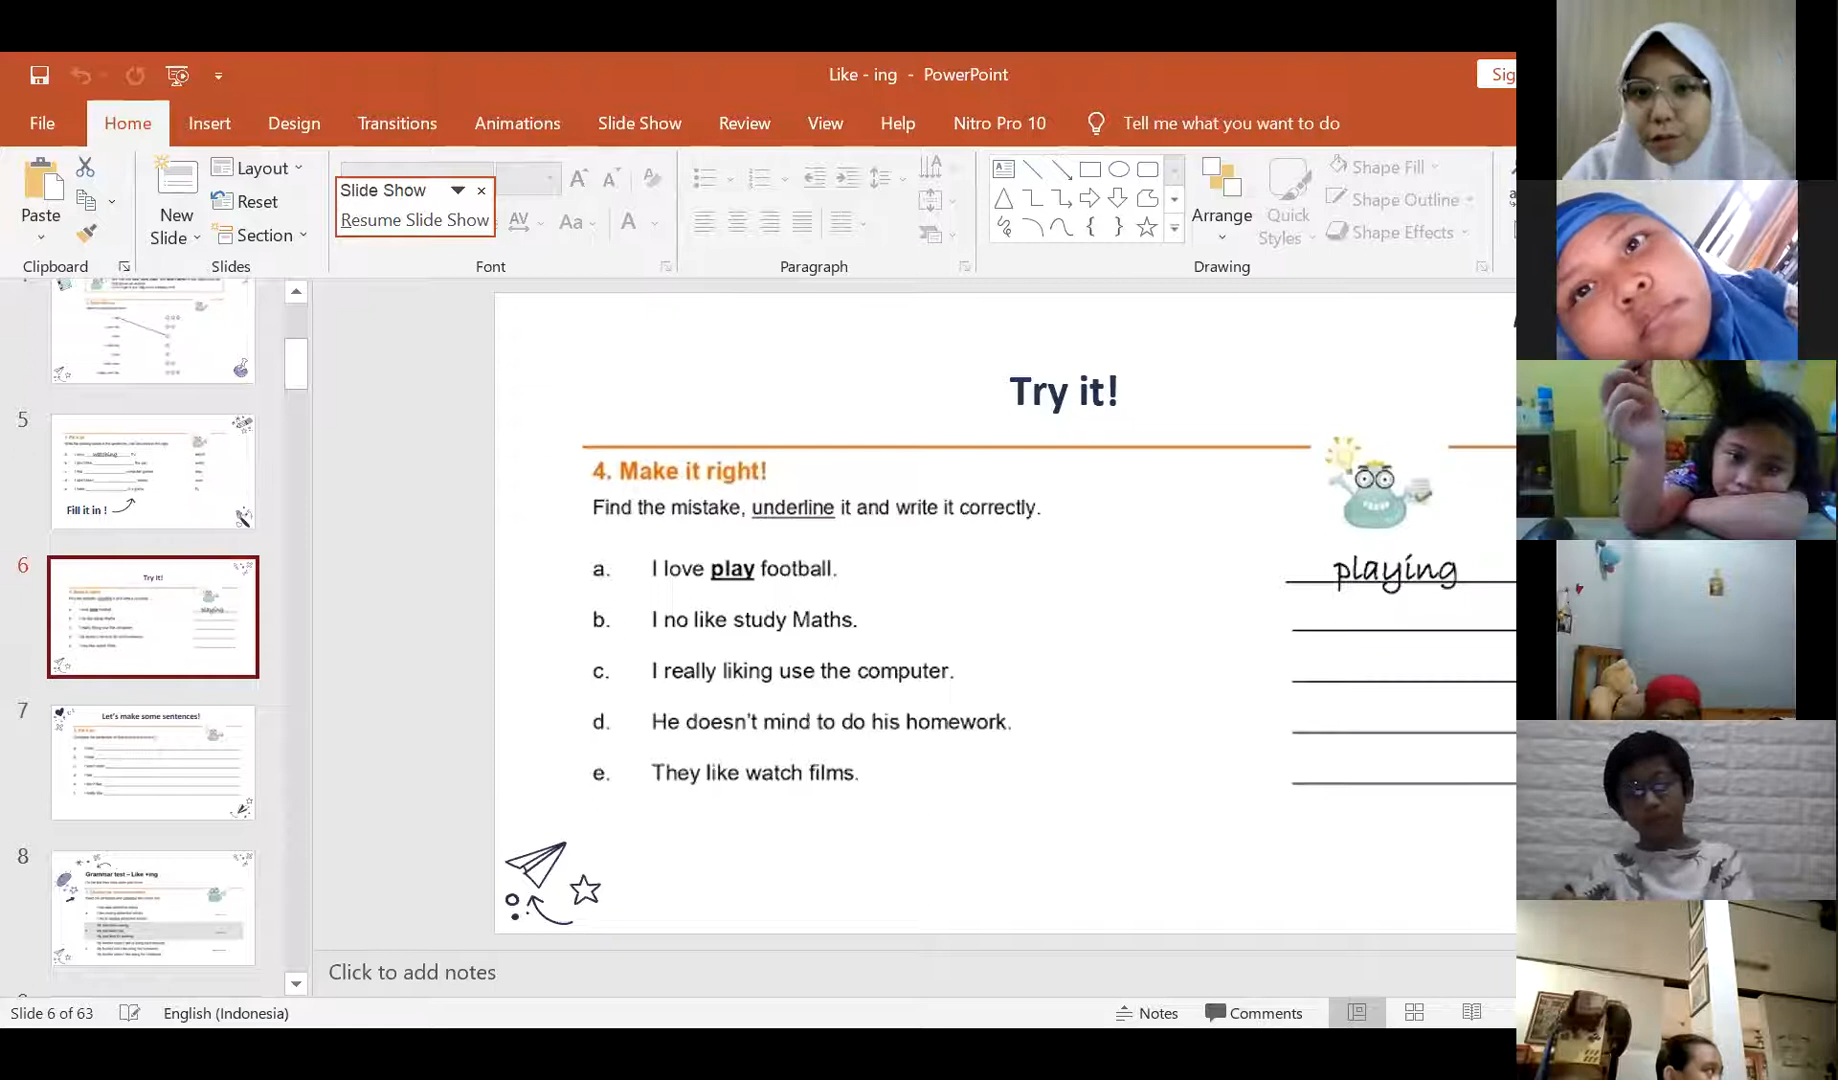 Like - ing - PowerPoint
Sig
File Home Insert Design Transitions Animations Slide Show Review View Help Nitro Pro 10 Tell me what you want to do
Paste
New Slide
Layout
Reset
Section
Slide Show
Resume Slide Show
Arrange
Quick Styles
Shape Fill
Shape Outline
Shape Effects
Clipboard Slides Font Paragraph Drawing
5
watching
Fill it in !
6
Try it!
playing
7
Let's make some sentences!
8
Grammar test – Like +ing
Try it!
4. Make it right!
Find the mistake, underline it and write it correctly.
a. I love play football. playing
b. I no like study Maths.
c. I really liking use the computer.
d. He doesn't mind to do his homework.
e. They like watch films.
Click to add notes
Slide 6 of 63 English (Indonesia) Notes Comments